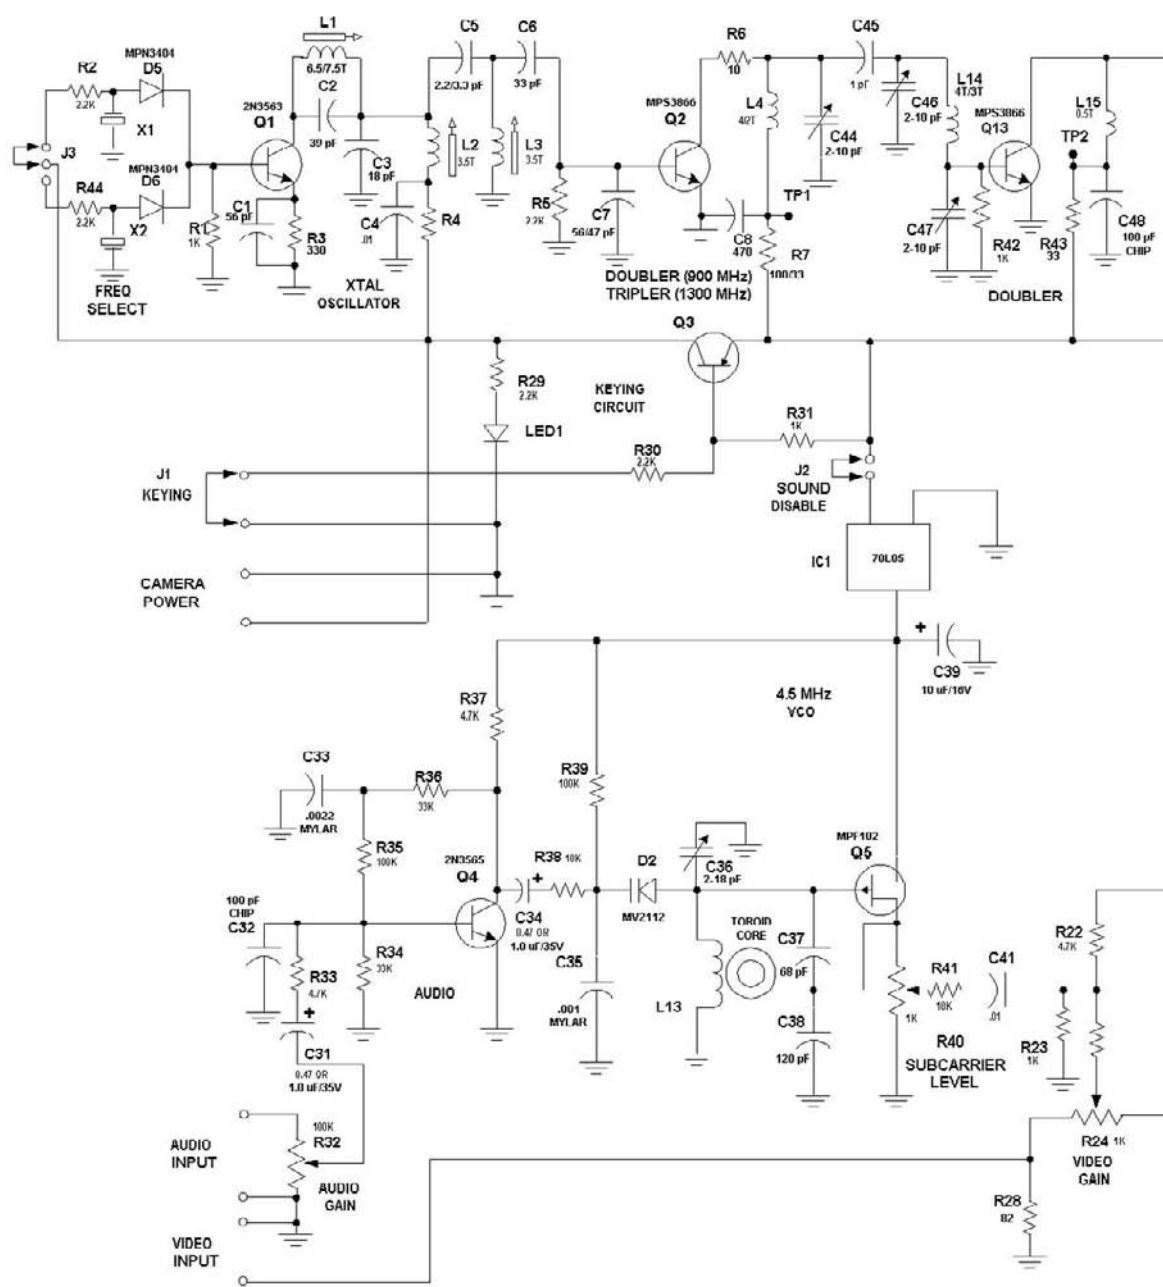 L1
6.5/7.5T
C5
2.2/3.3 pF
C6
33 pF
R6
10
C45
1 pF
MPN3404
D5
R2
2.2K
X1
2N3563
Q1
C2
39 pF
C3
18 pF
L2
3.5T
L3
3.5T
MPS3866
Q2
L4
4/2T
C44
2-10 pF
C46
2-10 pF
L14
4T/3T
MPS3866
Q13
L15
0.5T
TP2
J3
MPN3404
D6
R44
2.2K
X2
R1
1K
C1
56 pF
R3
330
C4
.01
R4
R5
2.2K
C7
56/47 pF
C8
470
TP1
R7
100/33
C47
2-10 pF
R42
1K
R43
33
C48
100 pF
CHIP
FREQ
SELECT
XTAL
OSCILLATOR
DOUBLER (900 MHz)
TRIPLER (1300 MHz)
DOUBLER
Q3
R29
2.2K
LED1
KEYING
CIRCUIT
R31
1K
R30
2.2K
J1
KEYING
J2
SOUND
DISABLE
IC1
70L05
CAMERA
POWER
C39
10 uF/16V
R37
4.7K
4.5 MHz
VCO
C33
.0022
MYLAR
R36
33K
R39
100K
R35
100K
2N3565
Q4
R38 10K
D2
MV2112
C36
2-18 pF
MPF102
Q5
100 pF
CHIP
C32
R33
4.7K
R34
33K
AUDIO
C34
0.47 OR
1.0 uF/35V
C35
.001
MYLAR
TOROID
CORE
L13
C37
68 pF
C38
120 pF
1K
R41
10K
C41
.01
R22
4.7K
R40
SUBCARRIER
LEVEL
R23
1K
C31
0.47 OR
1.0 uF/35V
AUDIO
INPUT
100K
R32
AUDIO
GAIN
R24 1K
VIDEO
GAIN
R28
82
VIDEO
INPUT